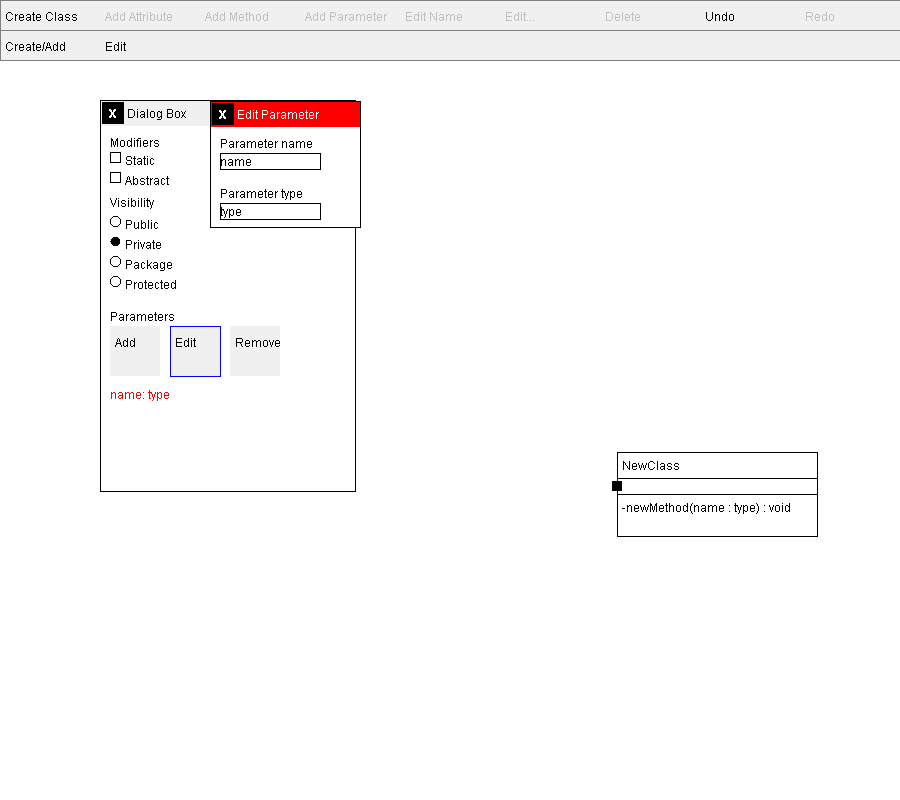 Create Class Add Attribute Add Method Add Parameter Edit Name Edit... Delete Undo Redo
Create/Add Edit
X Dialog Box
Modifiers
Static
Abstract
Visibility
Public
Private
Package
Protected
Parameters
Add Edit Remove
name: type
X Edit Parameter
Parameter name
name
Parameter type
type
NewClass
-newMethod(name : type) : void